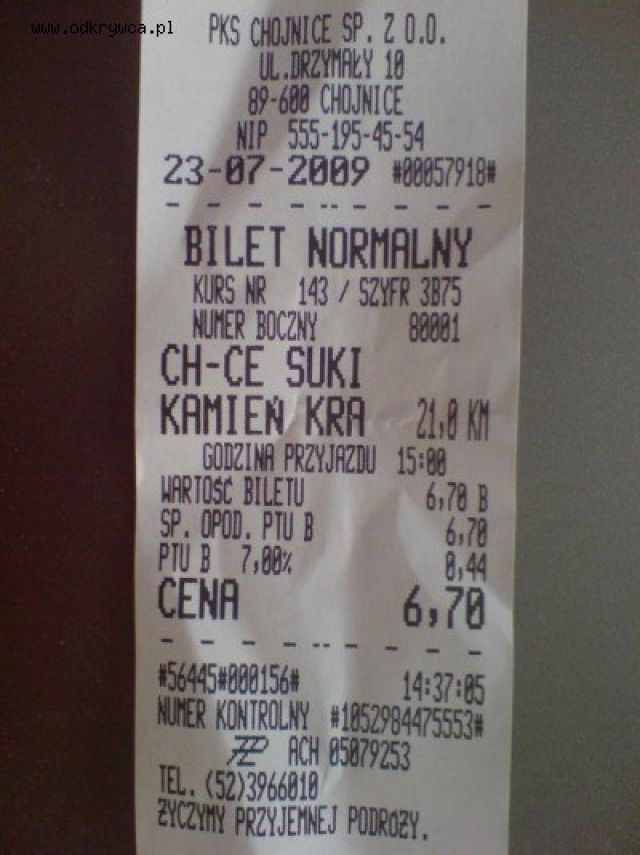 www.odkrywca.pl
PKS CHOJNICE SP. Z O.O.
UL.DRZYMAŁY 10
89-600 CHOJNICE
NIP 555-195-45-54
23-07-2009 #00057918#
BILET NORMALNY
KURS NR 143 / SZYFR 3B75
NUMER BOCZNY 80001
CH-CE SUKI
KAMIEŃ KRA 21,0 KM
GODZINA PRZYJAZDU 15:00
WARTOŚĆ BILETU 6,70 B
SP. OPOD. PTU B 6,70
PTU B 7,00% 0,44
CENA 6,70
#56445#000156# 14:37:05
NUMER KONTROLNY #1052984475553#
ACH 05079253
TEL. (52)3966010
ŻYCZYMY PRZYJEMNEJ PODRÓŻY.